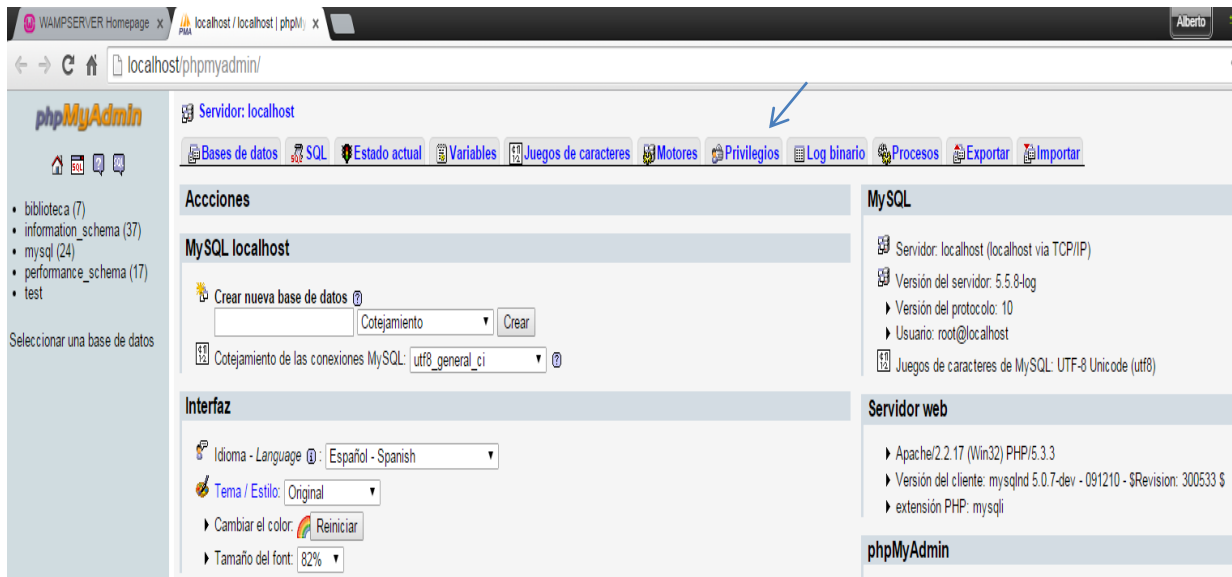 WAMPSERVER Homepage x
PMA localhost / localhost | phpMy x
Alberto
localhost/phpmyadmin/
phpMyAdmin
SQL
biblioteca (7)
information_schema (37)
mysql (24)
performance_schema (17)
test
Seleccionar una base de datos
Servidor: localhost
Bases de datos SQL Estado actual Variables Juegos de caracteres Motores Privilegios Log binario Procesos Exportar Importar
Accciones
MySQL localhost
Crear nueva base de datos
Cotejamiento Crear
Cotejamiento de las conexiones MySQL: utf8_general_ci
Interfaz
Idioma - Language : Español - Spanish
Tema / Estilo: Original
Cambiar el color: Reiniciar
Tamaño del font: 82%
MySQL
Servidor: localhost (localhost via TCP/IP)
Versión del servidor: 5.5.8-log
Versión del protocolo: 10
Usuario: root@localhost
Juegos de caracteres de MySQL: UTF-8 Unicode (utf8)
Servidor web
Apache/2.2.17 (Win32) PHP/5.3.3
Versión del cliente: mysqlnd 5.0.7-dev - 091210 - $Revision: 300533 $
extensión PHP: mysqli
phpMyAdmin